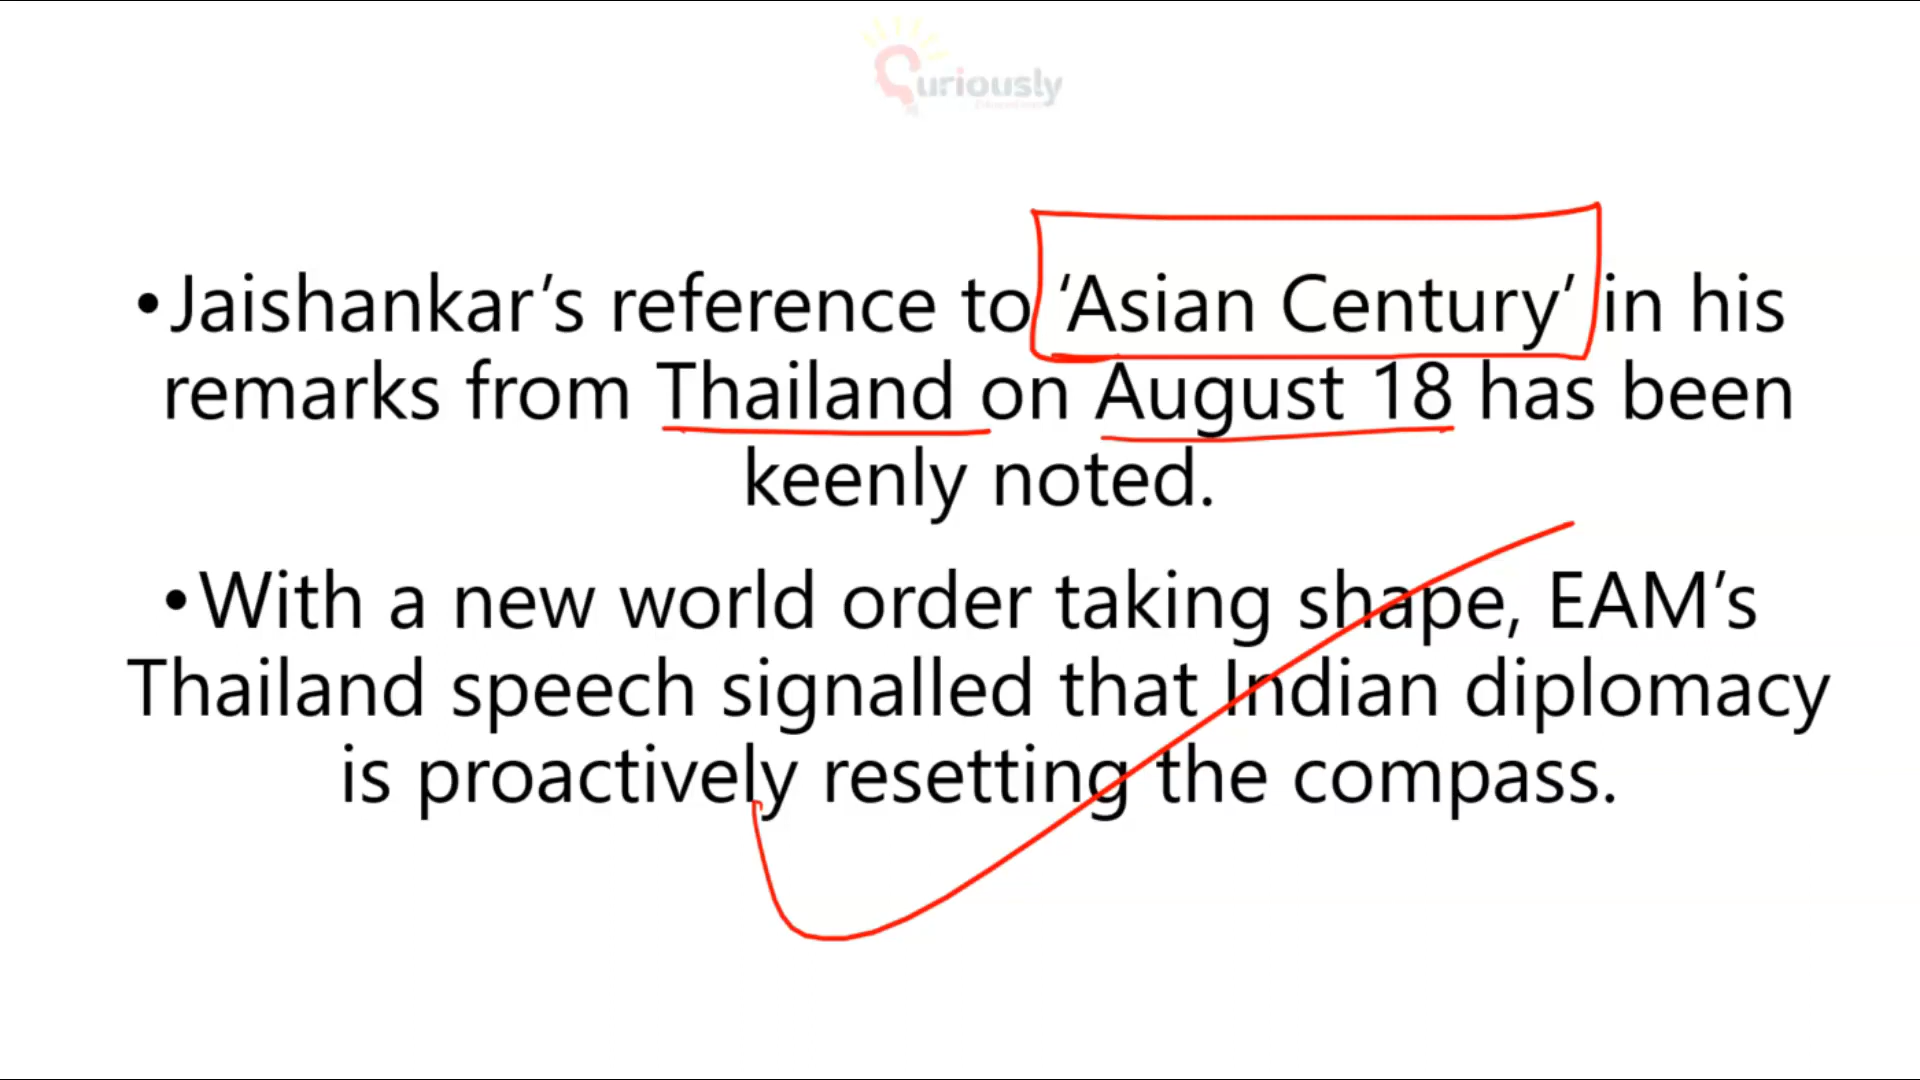 Curiously
•Jaishankar’s reference to ‘Asian Century’ in his
remarks from Thailand on August 18 has been
keenly noted.
•With a new world order taking shape, EAM’s
Thailand speech signalled that Indian diplomacy
is proactively resetting the compass.